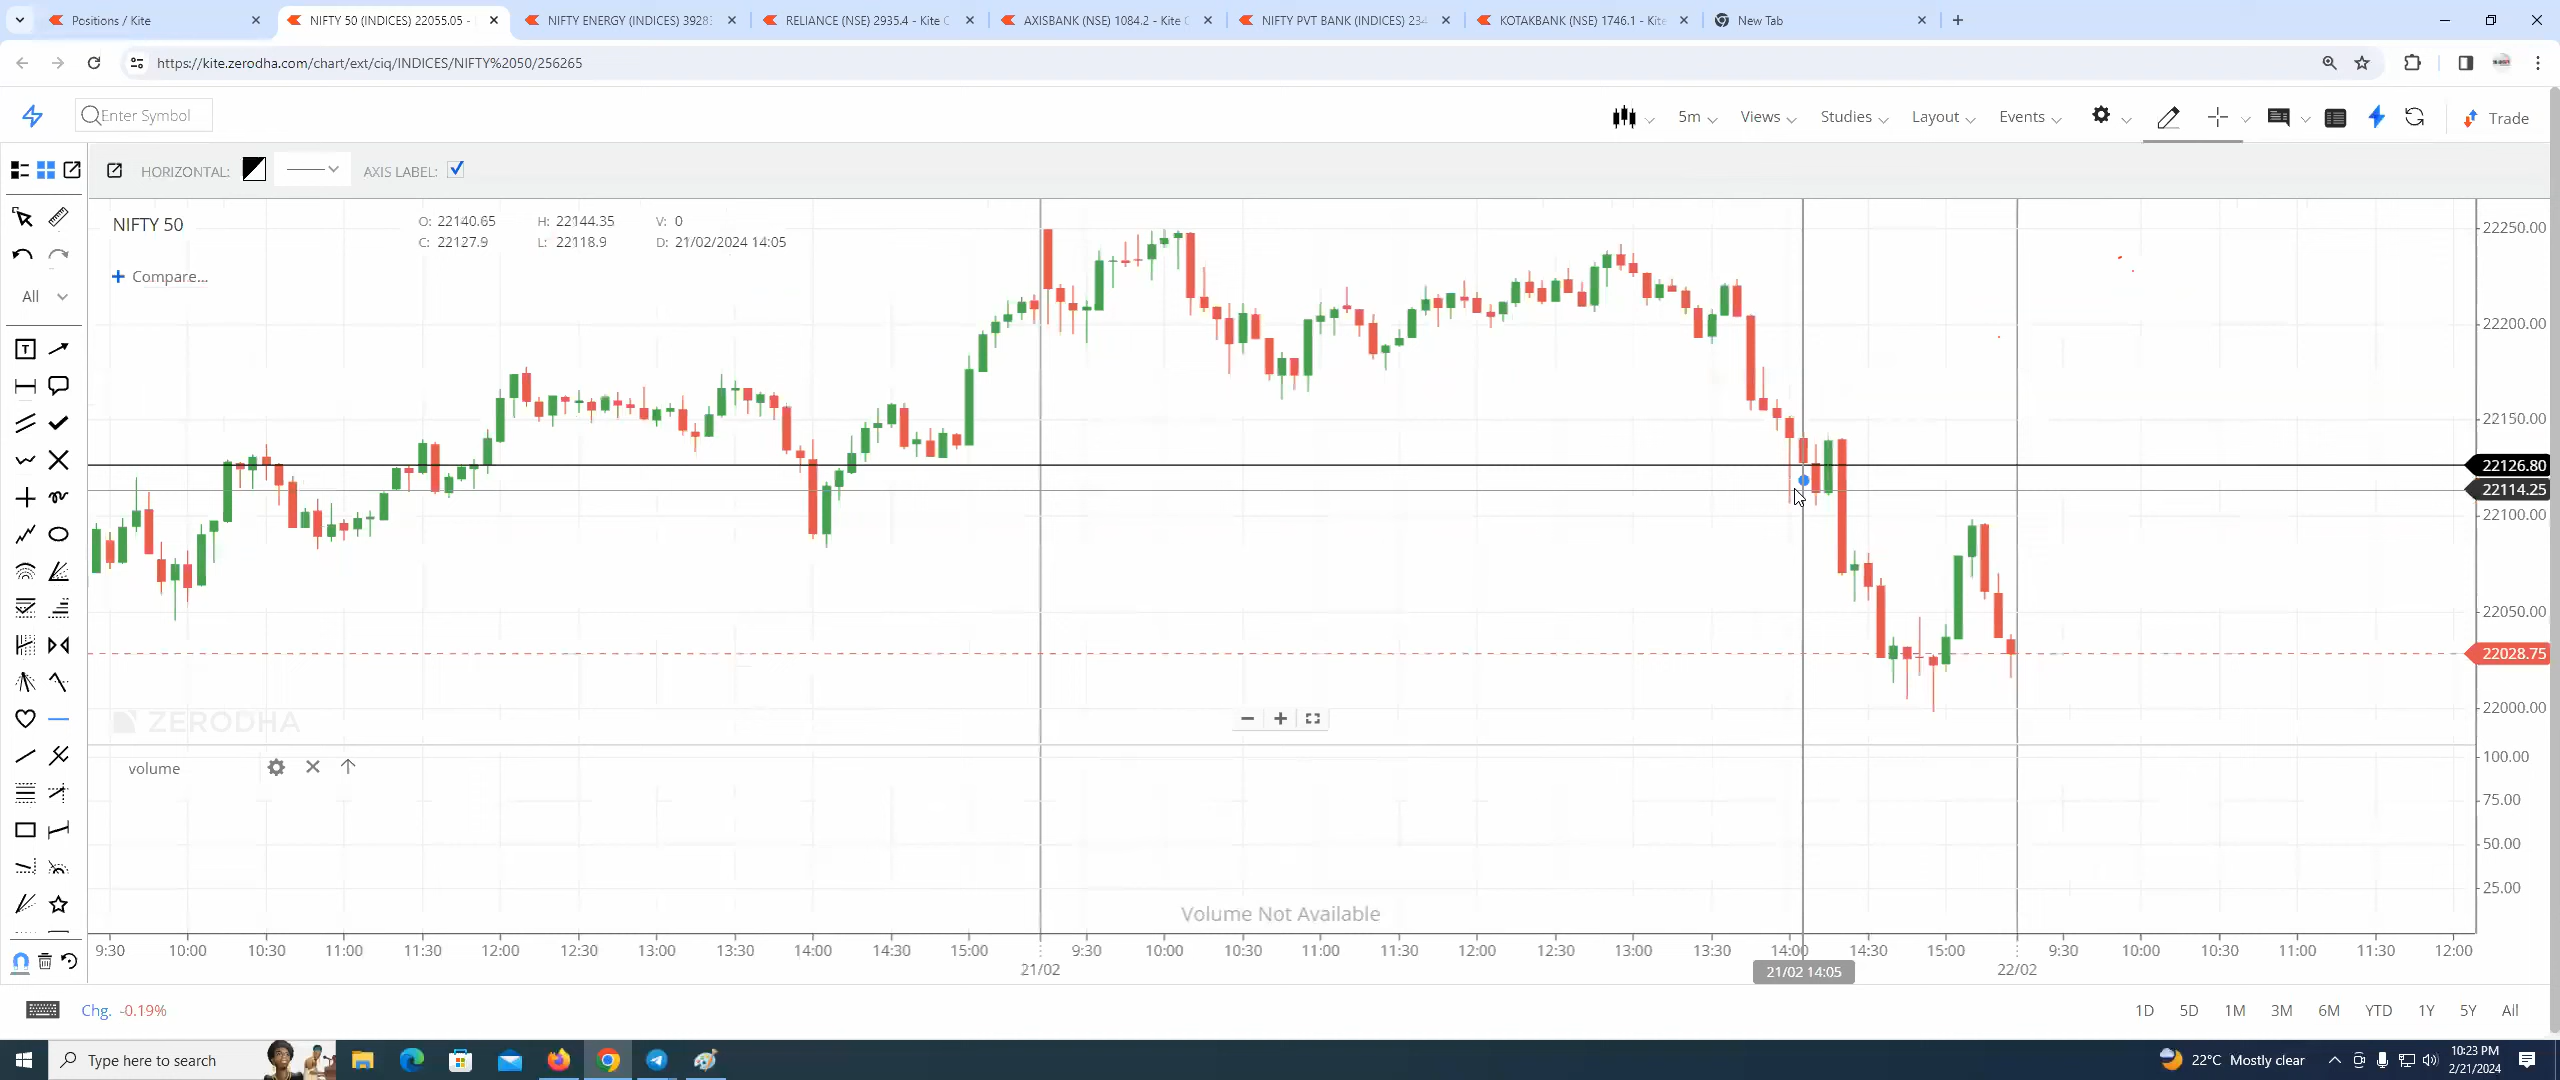 Positions / Kite
NIFTY 50 (INDICES) 22055.05 -
NIFTY ENERGY (INDICES) 3928
RELIANCE (NSE) 2935.4 - Kite C
AXISBANK (NSE) 1084.2 - Kite C
NIFTY PVT BANK (INDICES) 234
KOTAKBANK (NSE) 1746.1 - Kite
New Tab
https://kite.zerodha.com/chart/ext/ciq/INDICES/NIFTY%2050/256265
Enter Symbol
5m
Views
Studies
Layout
Events
Trade
HORIZONTAL:
AXIS LABEL:
NIFTY 50
O: 22140.65 H: 22144.35 V: 0
C: 22127.9 L: 22118.9 D: 21/02/2024 14:05
+ Compare...
All
22250.00
22200.00
22150.00
22126.80
22114.25
22100.00
22050.00
22028.75
22000.00
ZERODHA
volume
100.00
75.00
50.00
25.00
Volume Not Available
9:30 10:00 10:30 11:00 11:30 12:00 12:30 13:00 13:30 14:00 14:30 15:00 9:30 10:00 10:30 11:00 11:30 12:00 12:30 13:00 13:30 14:00 14:30 15:00 9:30 10:00 10:30 11:00 11:30 12:00
21/02 21/02 14:05 22/02
Chg. -0.19%
1D 5D 1M 3M 6M YTD 1Y 5Y All
Type here to search
22°C Mostly clear
10:23 PM
2/21/2024